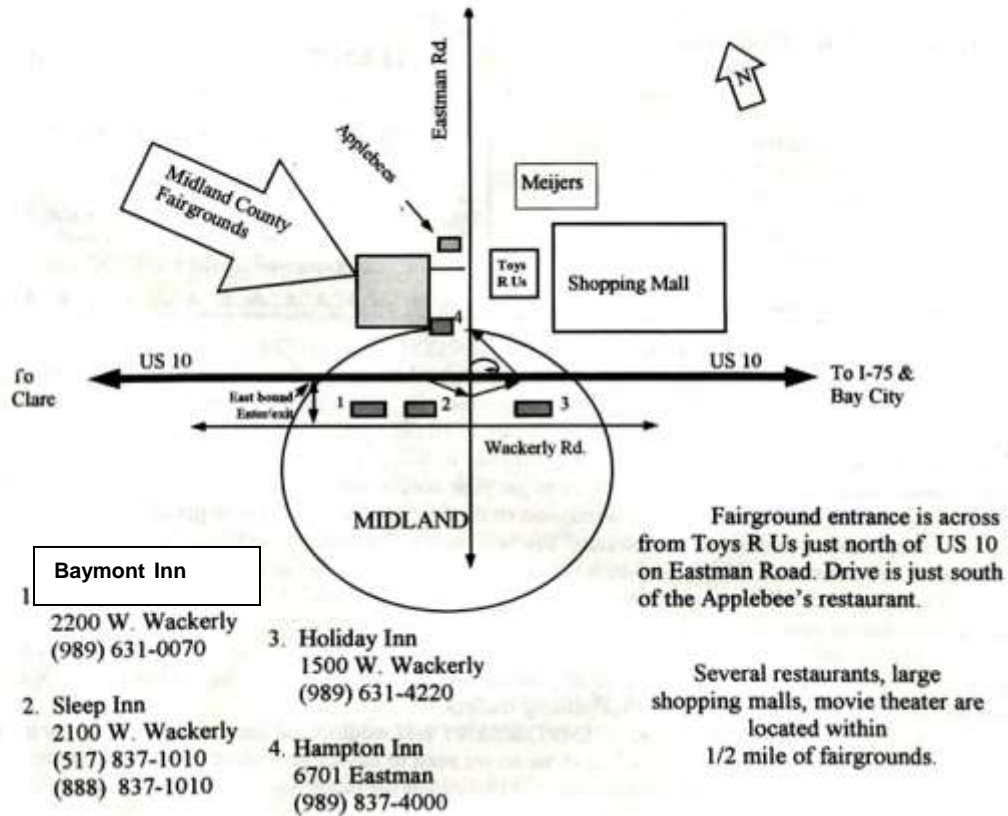 Eastman Rd.
N
Applebees
Meijers
Midland County
Fairgrounds
Toys
R Us
Shopping Mall
4
US 10
US 10
To
Clare
To I-75 &
Bay City
East bound
Enter/exit
1
2
3
Wackerly Rd.
MIDLAND
Fairground entrance is across
from Toys R Us just north of US 10
on Eastman Road. Drive is just south
of the Applebee's restaurant.
Several restaurants, large
shopping malls, movie theater are
located within
1/2 mile of fairgrounds.
Baymont Inn
1
2200 W. Wackerly
(989) 631-0070
2. Sleep Inn
2100 W. Wackerly
(517) 837-1010
(888) 837-1010
3. Holiday Inn
1500 W. Wackerly
(989) 631-4220
4. Hampton Inn
6701 Eastman
(989) 837-4000